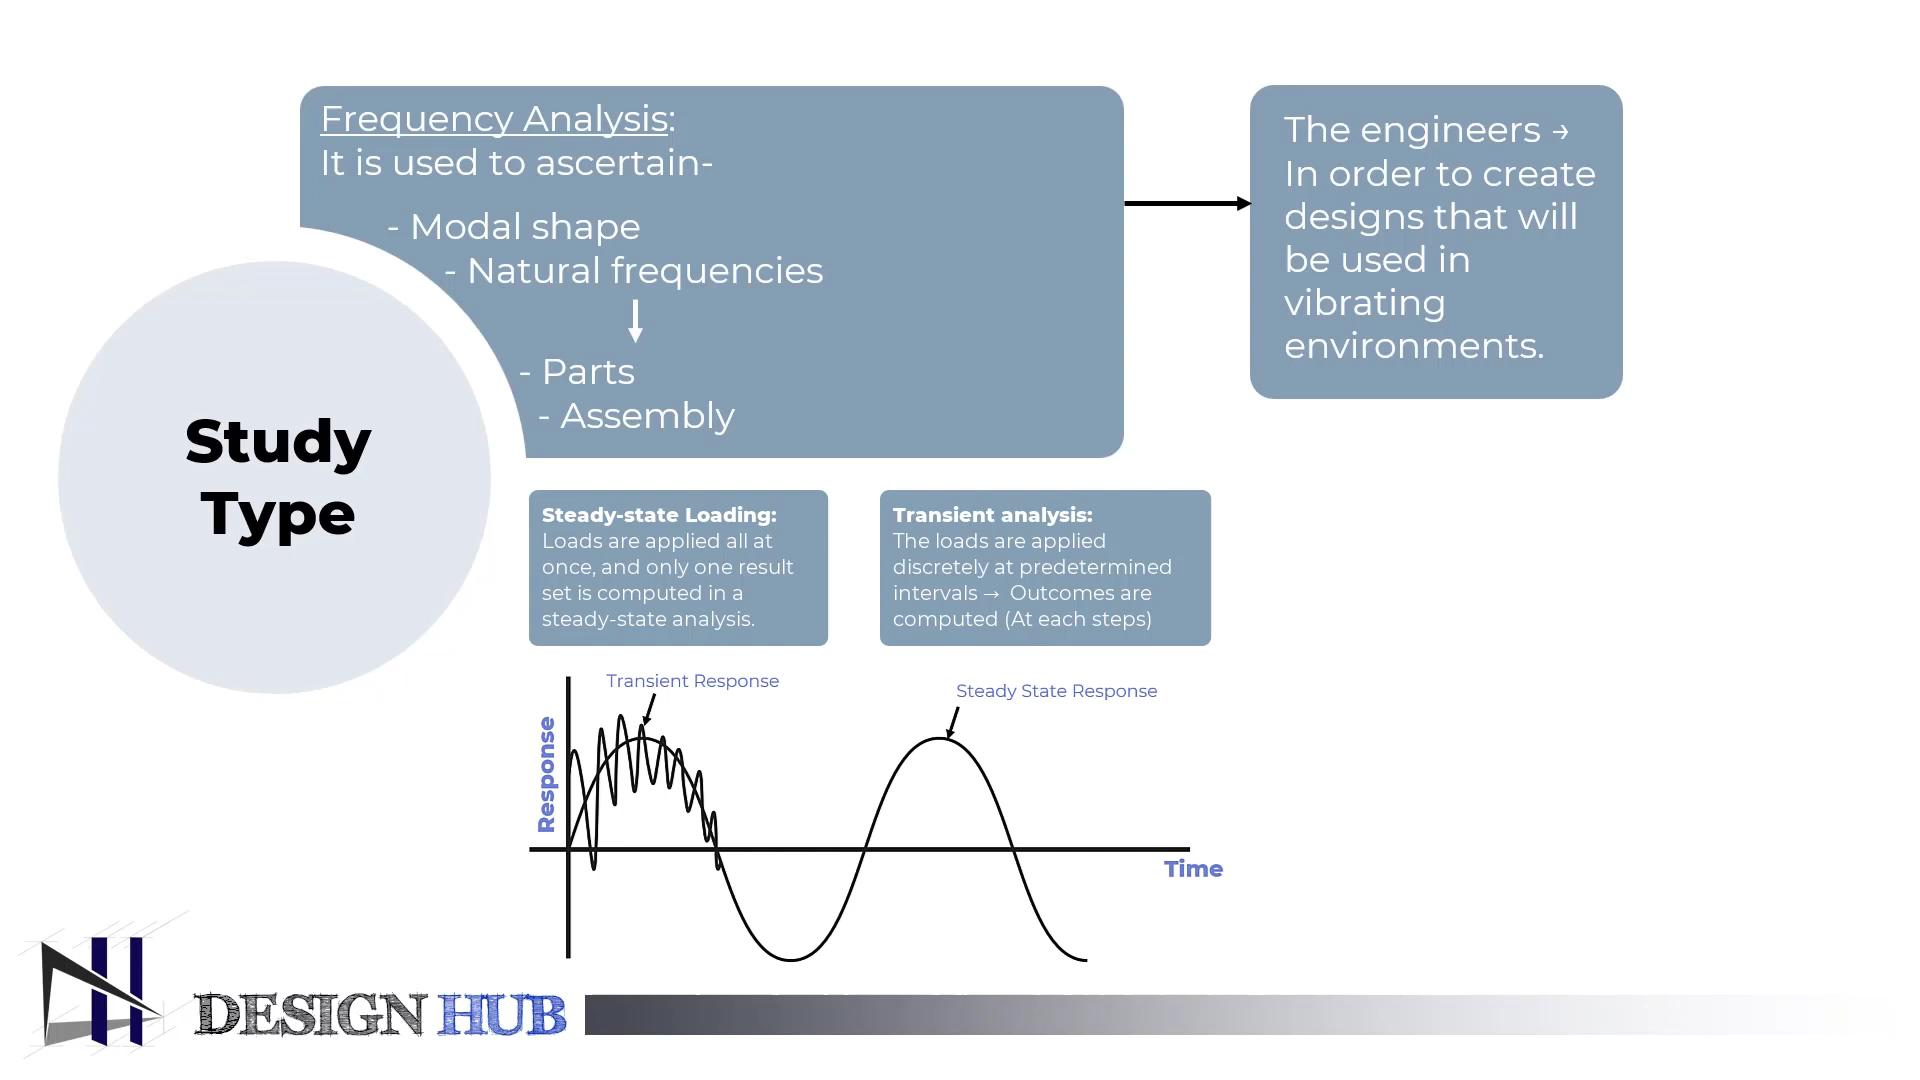 Frequency Analysis:
It is used to ascertain-
- Modal shape
- Natural frequencies
- Parts
- Assembly
The engineers →
In order to create
designs that will
be used in
vibrating
environments.
Study
Type
Steady-state Loading:
Loads are applied all at
once, and only one result
set is computed in a
steady-state analysis.
Transient analysis:
The loads are applied
discretely at predetermined
intervals → Outcomes are
computed (At each steps)
Transient Response
Steady State Response
Response
Time
DESIGN HUB